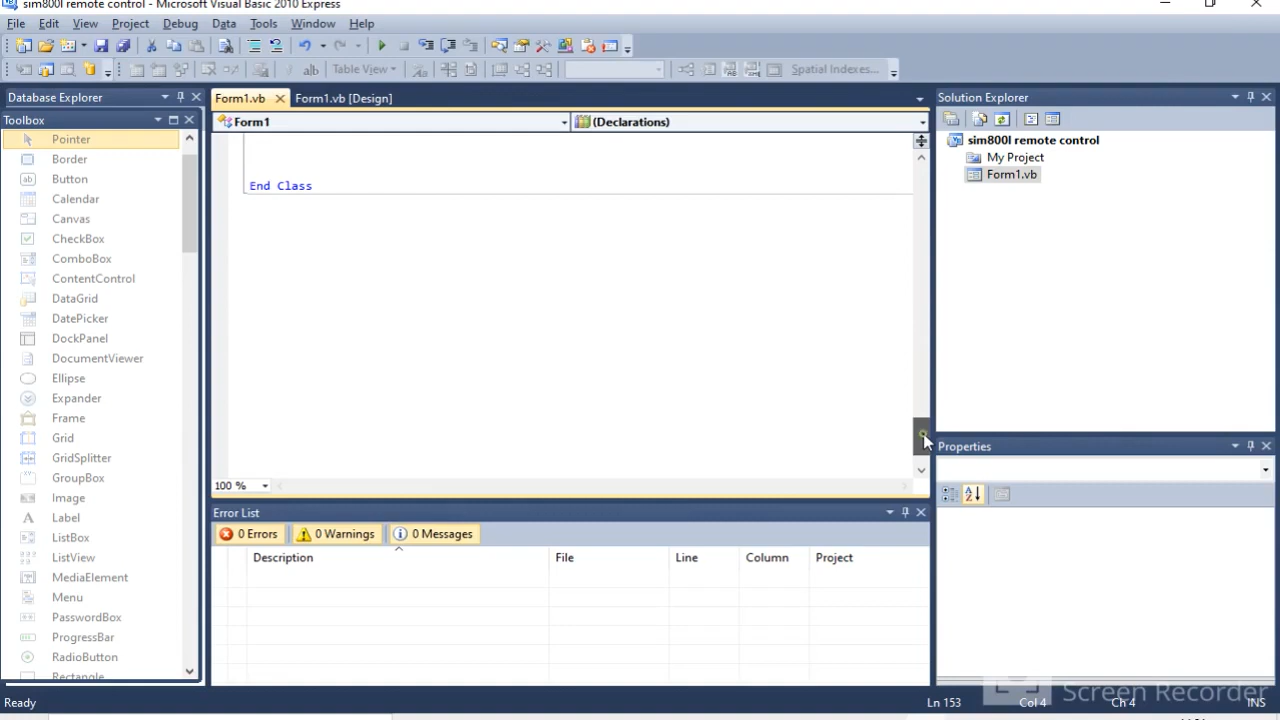 sim800l remote control - Microsoft Visual Basic 2010 Express
File Edit View Project Debug Data Tools Window Help
Table View Spatial Indexes...
Database Explorer
Toolbox
Pointer
Border
Button
Calendar
Canvas
CheckBox
ComboBox
ContentControl
DataGrid
DatePicker
DockPanel
DocumentViewer
Ellipse
Expander
Frame
Grid
GridSplitter
GroupBox
Image
Label
ListBox
ListView
MediaElement
Menu
PasswordBox
ProgressBar
RadioButton
Rectangle
Form1.vb Form1.vb [Design]
Form1 (Declarations)
End Class
100 %
Error List
0 Errors 0 Warnings 0 Messages
Description File Line Column Project
Solution Explorer
sim800l remote control
My Project
Form1.vb
Properties
Screen Recorder
Ready Ln 153 Col 4 Ch 4 INS